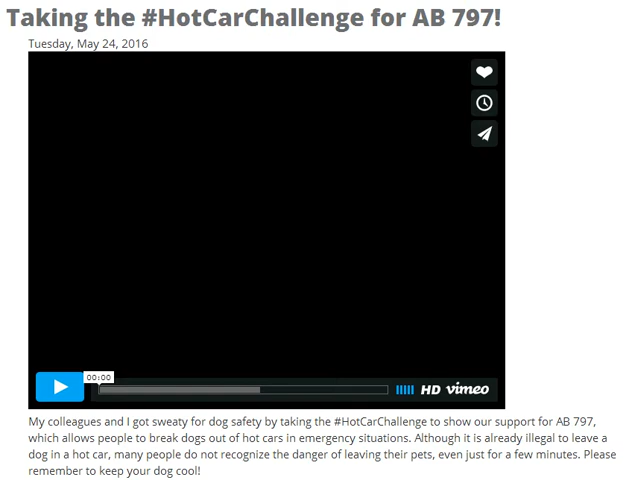 Taking the #HotCarChallenge for AB 797!
Tuesday, May 24, 2016
00:00
HD vimeo
My colleagues and I got sweaty for dog safety by taking the #HotCarChallenge to show our support for AB 797,
which allows people to break dogs out of hot cars in emergency situations. Although it is already illegal to leave a
dog in a hot car, many people do not recognize the danger of leaving their pets, even just for a few minutes. Please
remember to keep your dog cool!